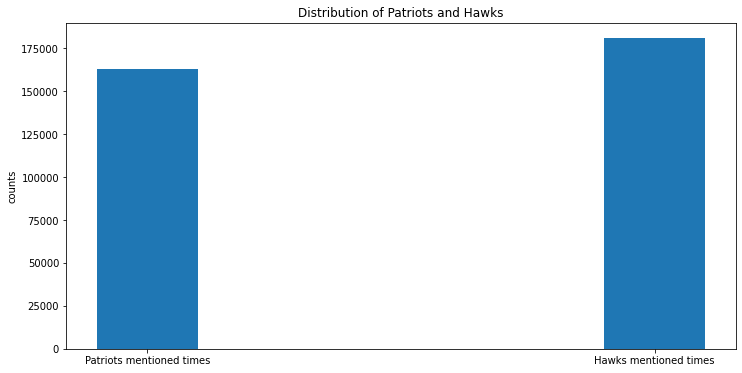 Distribution of Patriots and Hawks
175000
150000
125000
100000
75000
50000
25000
0
counts
Patriots mentioned times
Hawks mentioned times